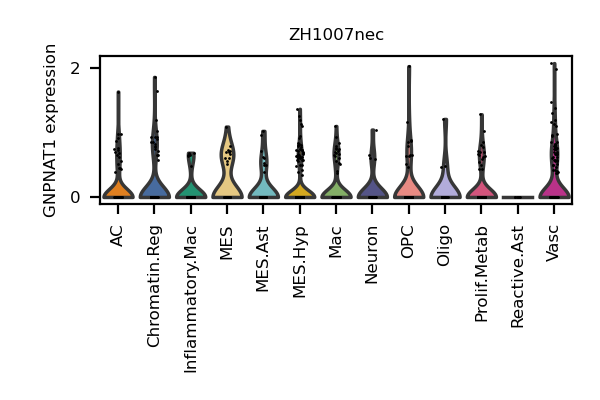 ZH1007nec
GNPNAT1 expression
2
0
AC
Chromatin.Reg
Inflammatory.Mac
MES
MES.Ast
MES.Hyp
Mac
Neuron
OPC
Oligo
Prolif.Metab
Reactive.Ast
Vasc